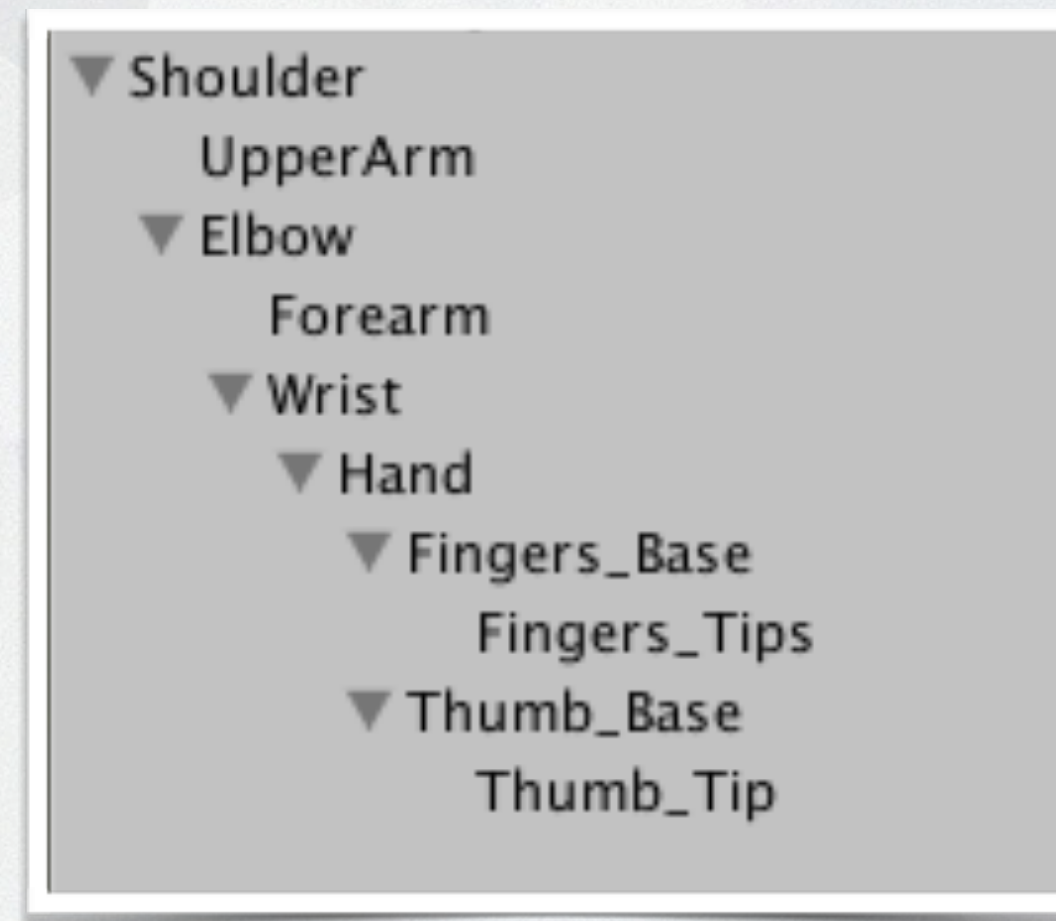 Shoulder
UpperArm
Elbow
Forearm
Wrist
Hand
Fingers_Base
Fingers_Tips
Thumb_Base
Thumb_Tip